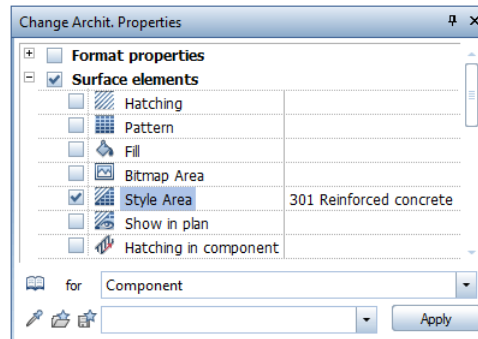 Change Archit. Properties
Format properties
Surface elements
Hatching
Pattern
Fill
Bitmap Area
Style Area 301 Reinforced concrete
Show in plan
Hatching in component
for Component
Apply